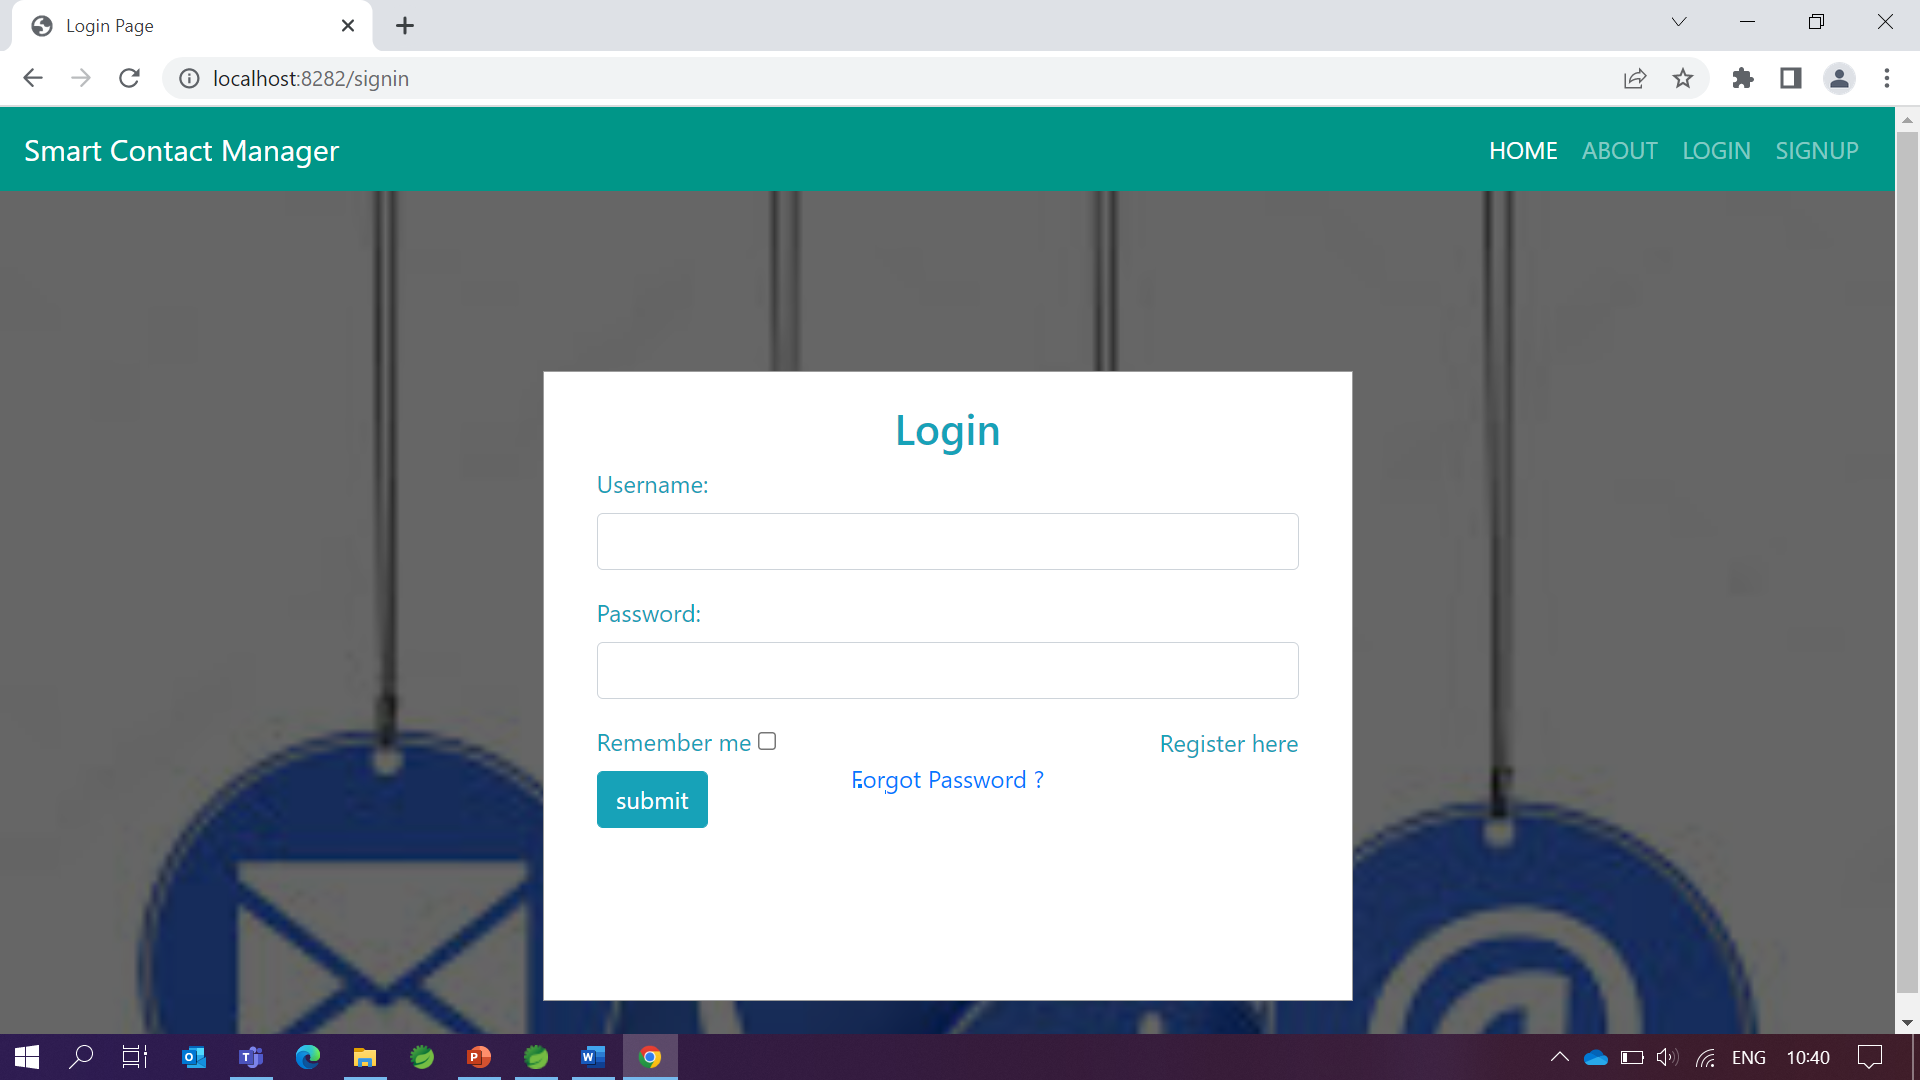 Login Page
localhost:8282/signin
Smart Contact Manager
HOME ABOUT LOGIN SIGNUP
Login
Username:
Password:
Remember me
Register here
submit
Forgot Password ?
ENG 10:40